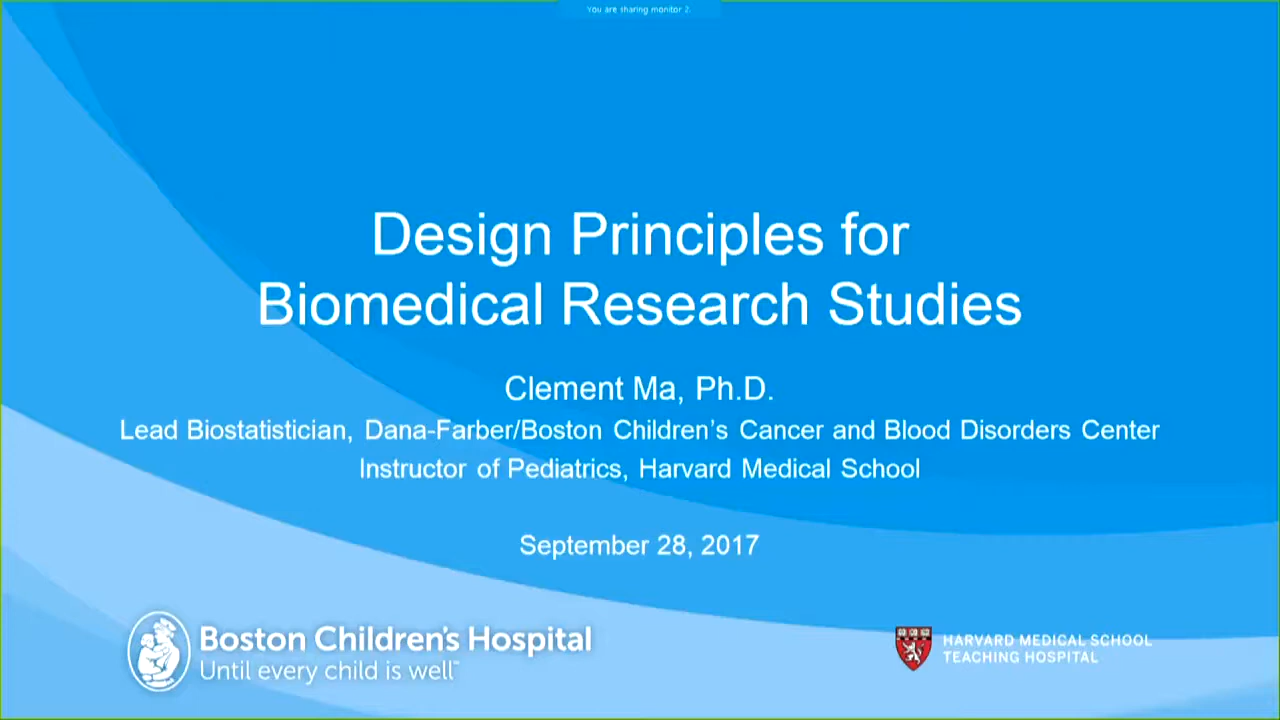 You are sharing monitor 2.
Design Principles for
Biomedical Research Studies
Clement Ma, Ph.D.
Lead Biostatistician, Dana-Farber/Boston Children’s Cancer and Blood Disorders Center
Instructor of Pediatrics, Harvard Medical School
September 28, 2017
Boston Children's Hospital
Until every child is well™
HARVARD MEDICAL SCHOOL
TEACHING HOSPITAL